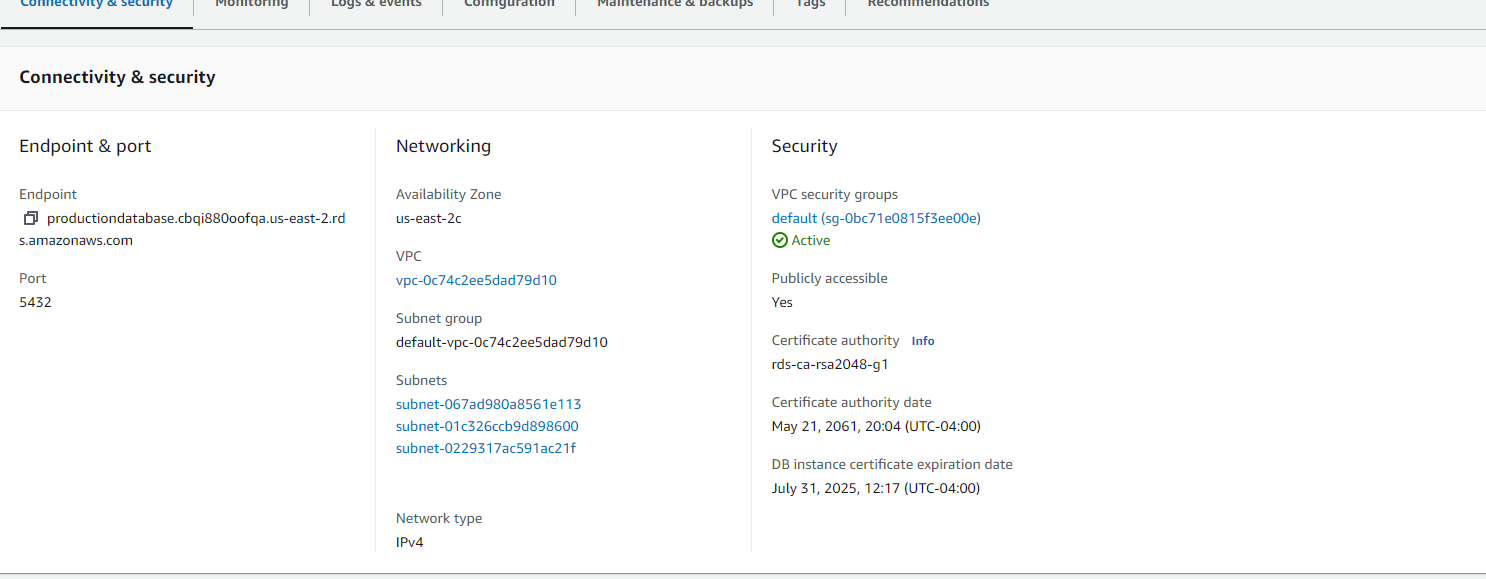 Connectivity & security
Monitoring
Logs & events
Configuration
Maintenance & backups
Tags
Recommendations
Connectivity & security
Endpoint & port
Endpoint
productiondatabase.cbqi880oofqa.us-east-2.rd
s.amazonaws.com
Port
5432
Networking
Availability Zone
us-east-2c
VPC
vpc-0c74c2ee5dad79d10
Subnet group
default-vpc-0c74c2ee5dad79d10
Subnets
subnet-067ad980a8561e113
subnet-01c326ccb9d898600
subnet-0229317ac591ac21f
Network type
IPv4
Security
VPC security groups
default (sg-0bc71e0815f3ee00e)
Active
Publicly accessible
Yes
Certificate authority Info
rds-ca-rsa2048-g1
Certificate authority date
May 21, 2061, 20:04 (UTC-04:00)
DB instance certificate expiration date
July 31, 2025, 12:17 (UTC-04:00)